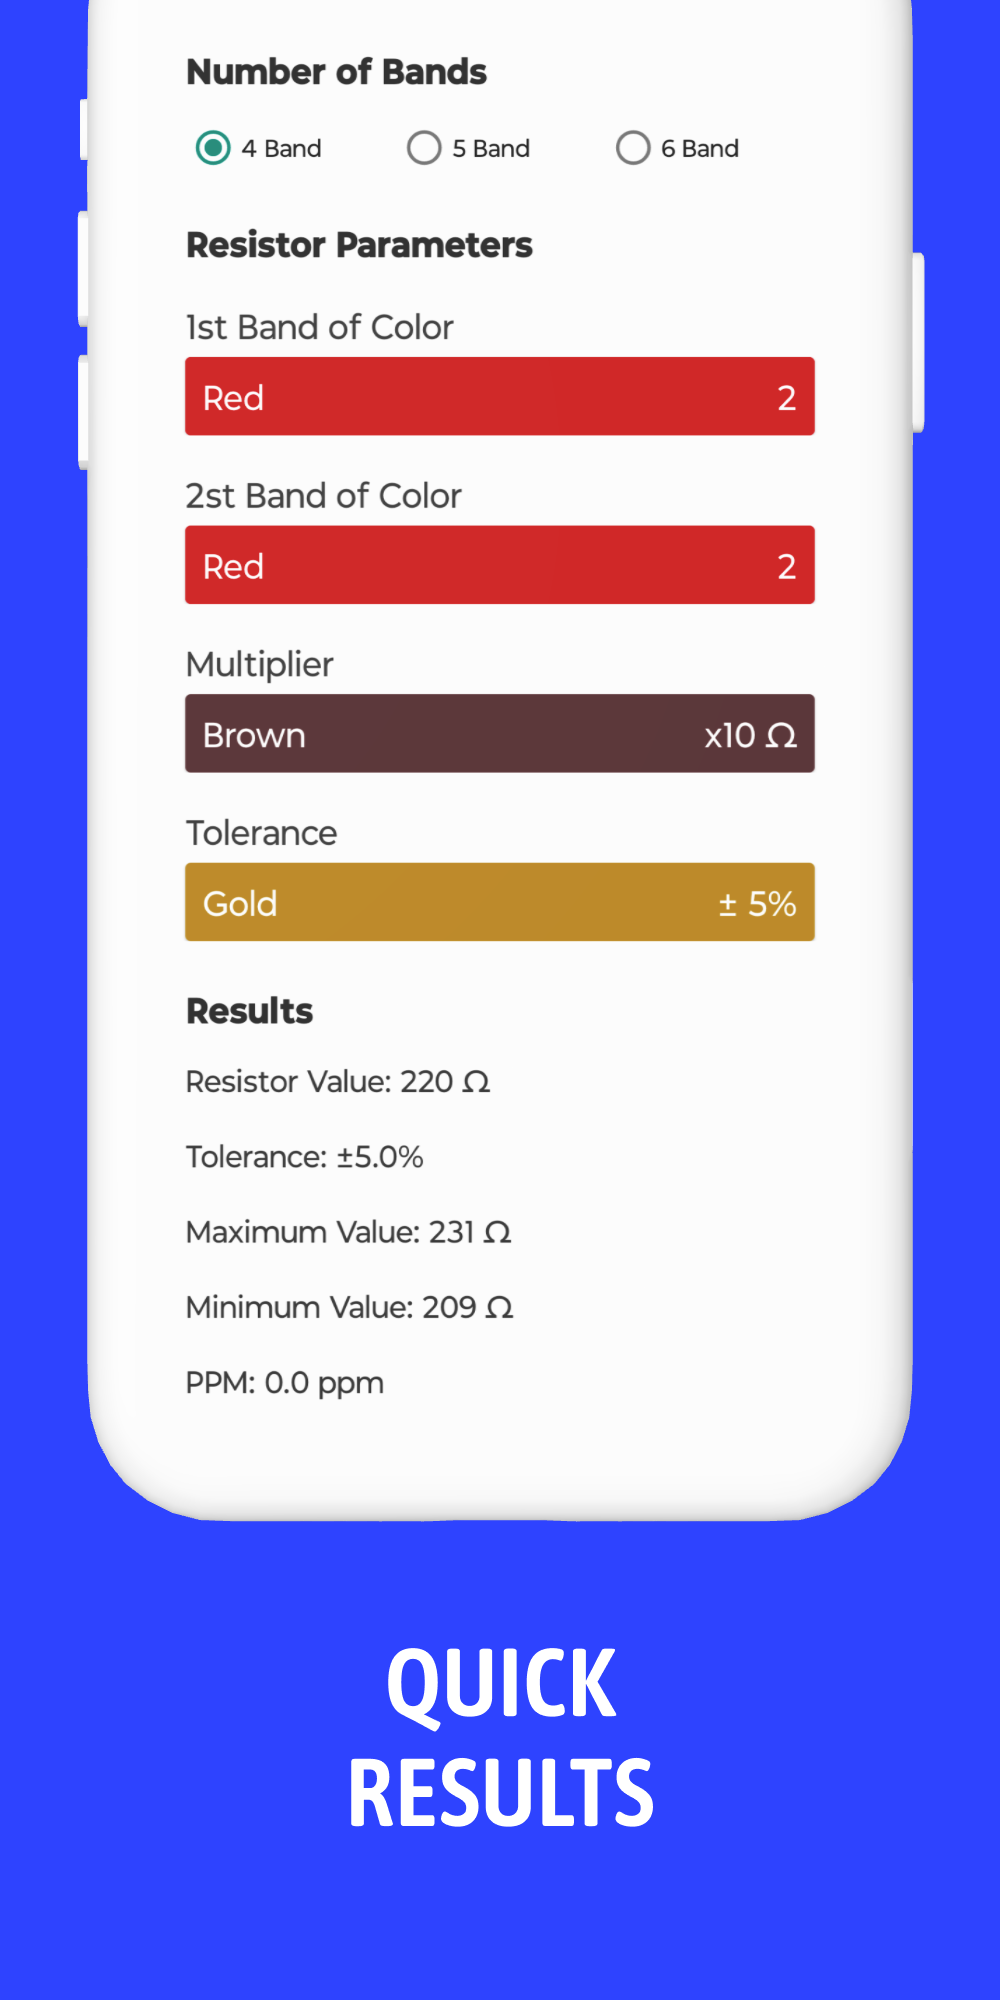 Number of Bands
4 Band 5 Band 6 Band
Resistor Parameters
1st Band of Color
Red 2
2st Band of Color
Red 2
Multiplier
Brown x10 Ω
Tolerance
Gold ± 5%
Results
Resistor Value: 220 Ω
Tolerance: ±5.0%
Maximum Value: 231 Ω
Minimum Value: 209 Ω
PPM: 0.0 ppm
QUICK
RESULTS